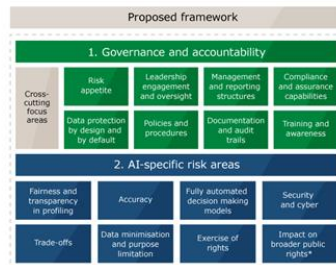 Proposed framework
1. Governance and accountability
Cross-
cutting
focus
areas
Risk
appetite
Leadership
engagement
and oversight
Management
and reporting
structures
Compliance
and assurance
capabilities
Data protection
by design and
by default
Policies and
procedures
Documentation
and audit
trails
Training and
awareness
2. AI-specific risk areas
Fairness and
transparency
in profiling
Accuracy
Fully automated
decision making
models
Security
and cyber
Trade-offs
Data minimisation
and purpose
limitation
Exercise of
rights
Impact on
broader public
rights*